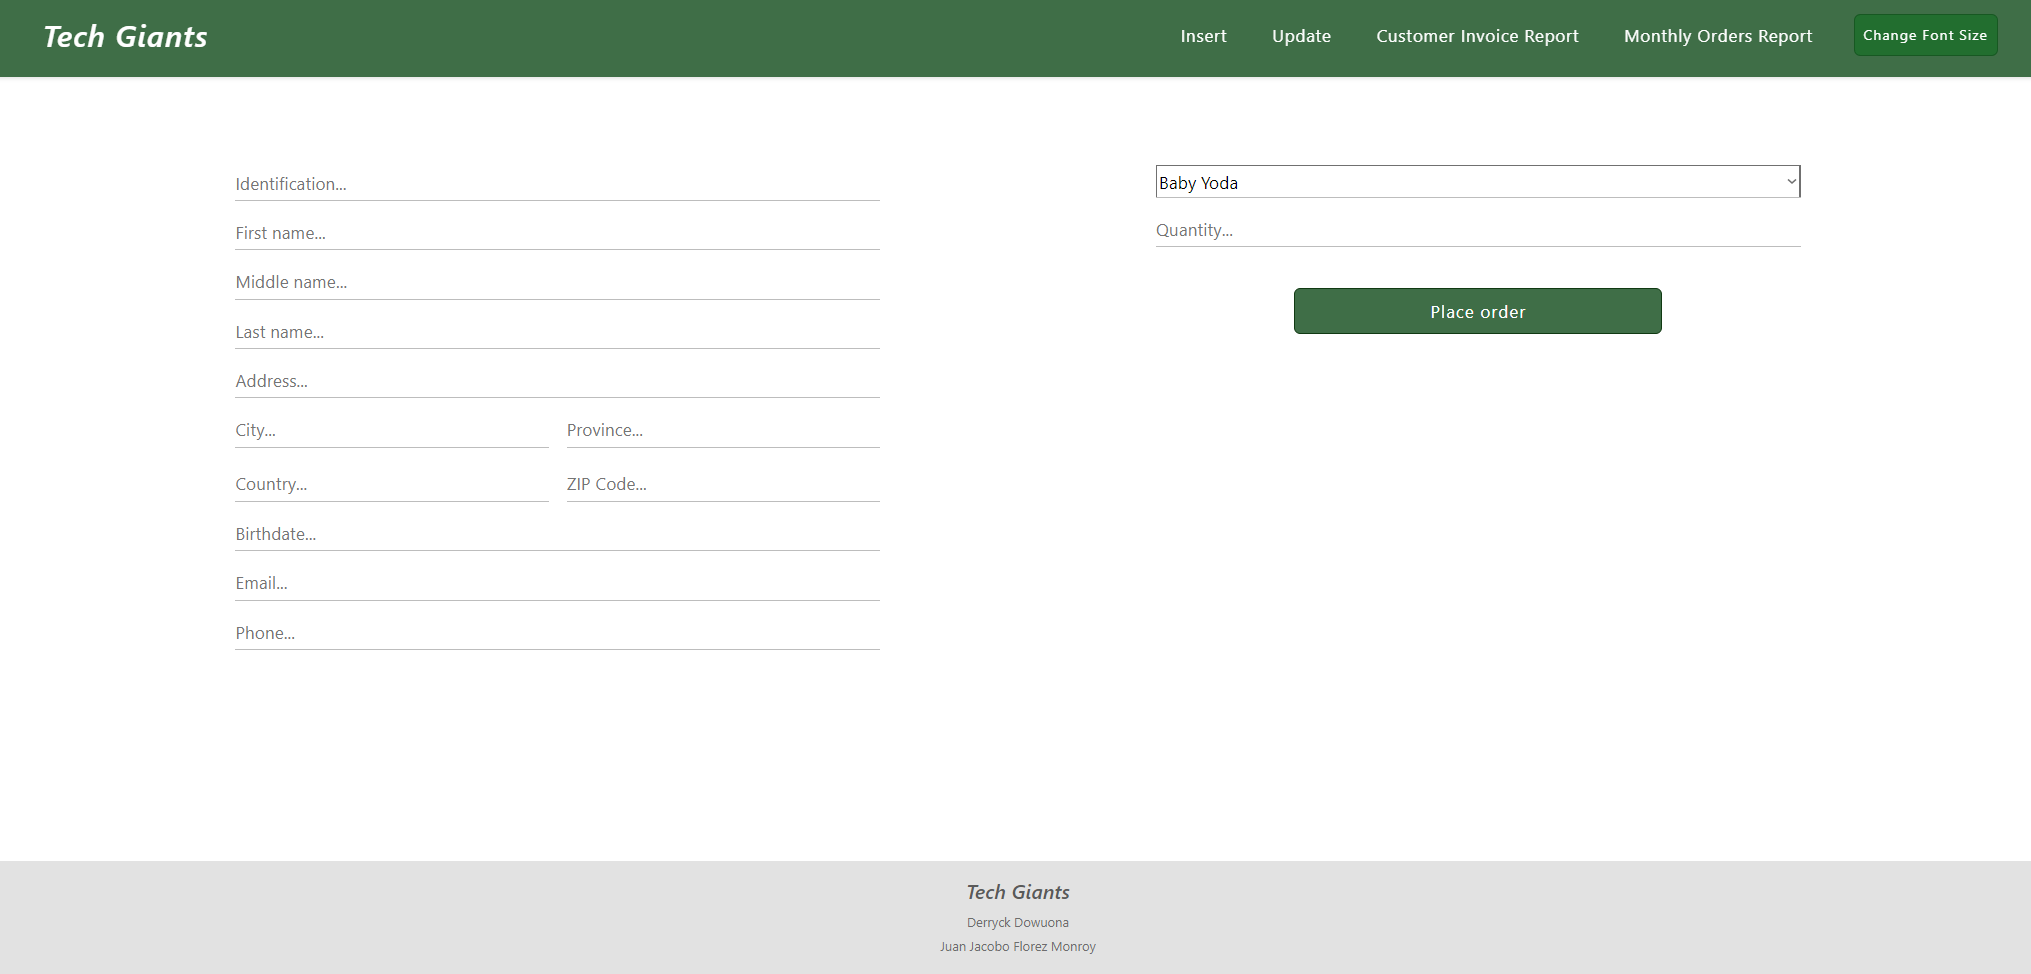 Tech Giants
Insert Update Customer Invoice Report Monthly Orders Report Change Font Size
Identification...
First name...
Middle name...
Last name...
Address...
City... Province...
Country... ZIP Code...
Birthdate...
Email...
Phone...
Baby Yoda
Quantity...
Place order
Tech Giants
Derryck Dowuona
Juan Jacobo Florez Monroy